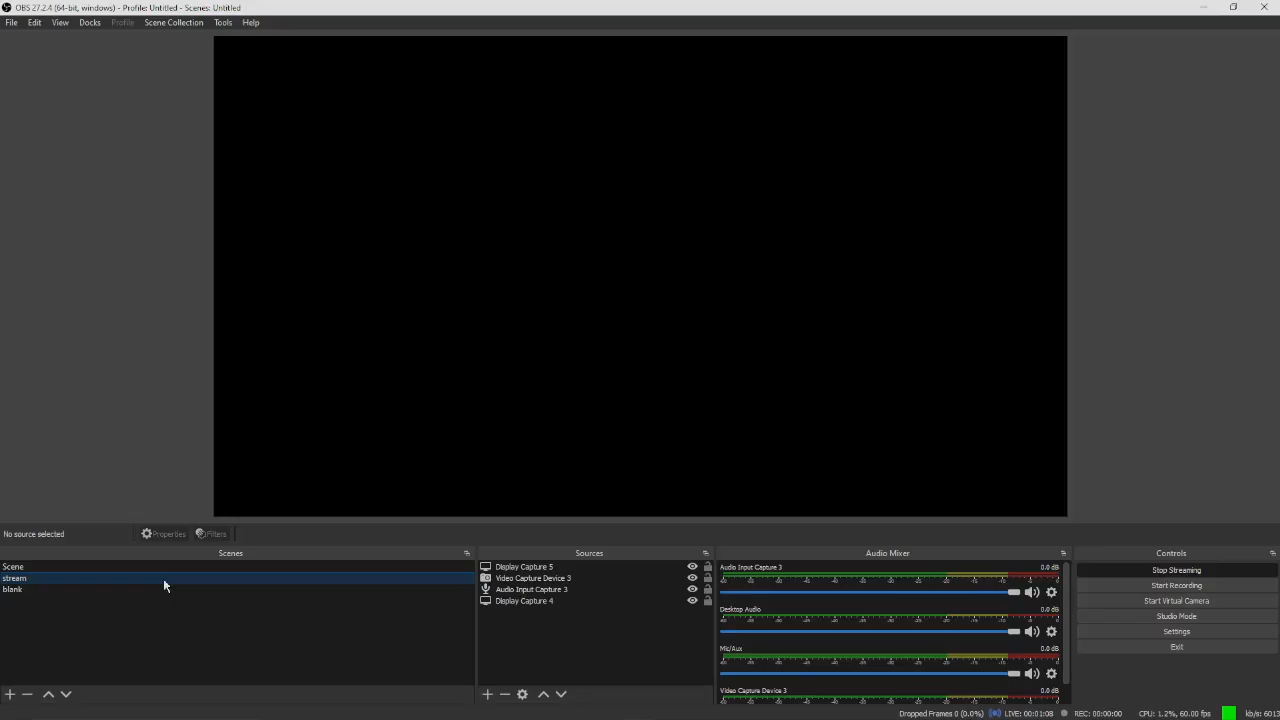 OBS 27.2.4 (64-bit, windows) - Profile: Untitled - Scenes: Untitled
File Edit View Docks Profile Scene Collection Tools Help
No source selected Properties Filters
Scenes
Scene
stream
blank
Sources
Display Capture 5
Video Capture Device 3
Audio Input Capture 3
Display Capture 4
Audio Mixer
Audio Input Capture 3 0.0 dB
Desktop Audio 0.0 dB
Mic/Aux 0.0 dB
Video Capture Device 3 0.0 dB
Controls
Stop Streaming
Start Recording
Start Virtual Camera
Studio Mode
Settings
Exit
Dropped Frames 0 (0.0%) LIVE: 00:01:08 REC: 00:00:00 CPU: 1.2%, 60.00 fps kb/s: 6013